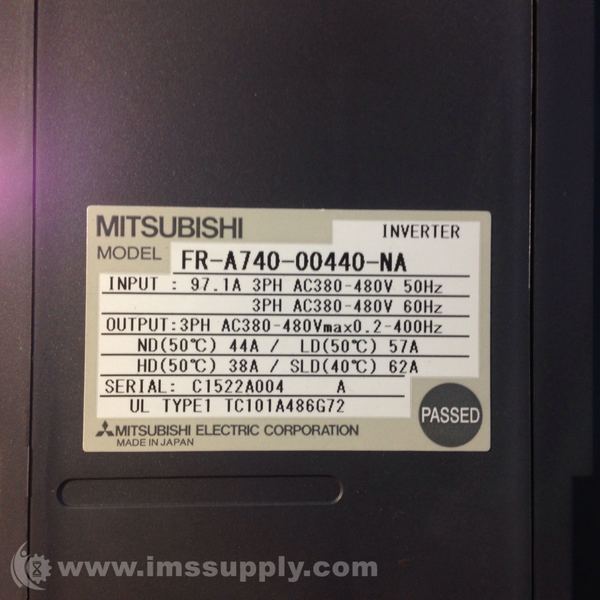 MITSUBISHI INVERTER
MODEL FR-A740-00440-NA
INPUT : 97.1A 3PH AC380-480V 50Hz
3PH AC380-480V 60Hz
OUTPUT:3PH AC380-480Vmax0.2-400Hz
ND(50℃) 44A / LD(50℃) 57A
HD(50℃) 38A / SLD(40℃) 62A
SERIAL: C1522A004 A
UL TYPE1 TC101A486G72
PASSED
MITSUBISHI ELECTRIC CORPORATION
MADE IN JAPAN
www.imssupply.com